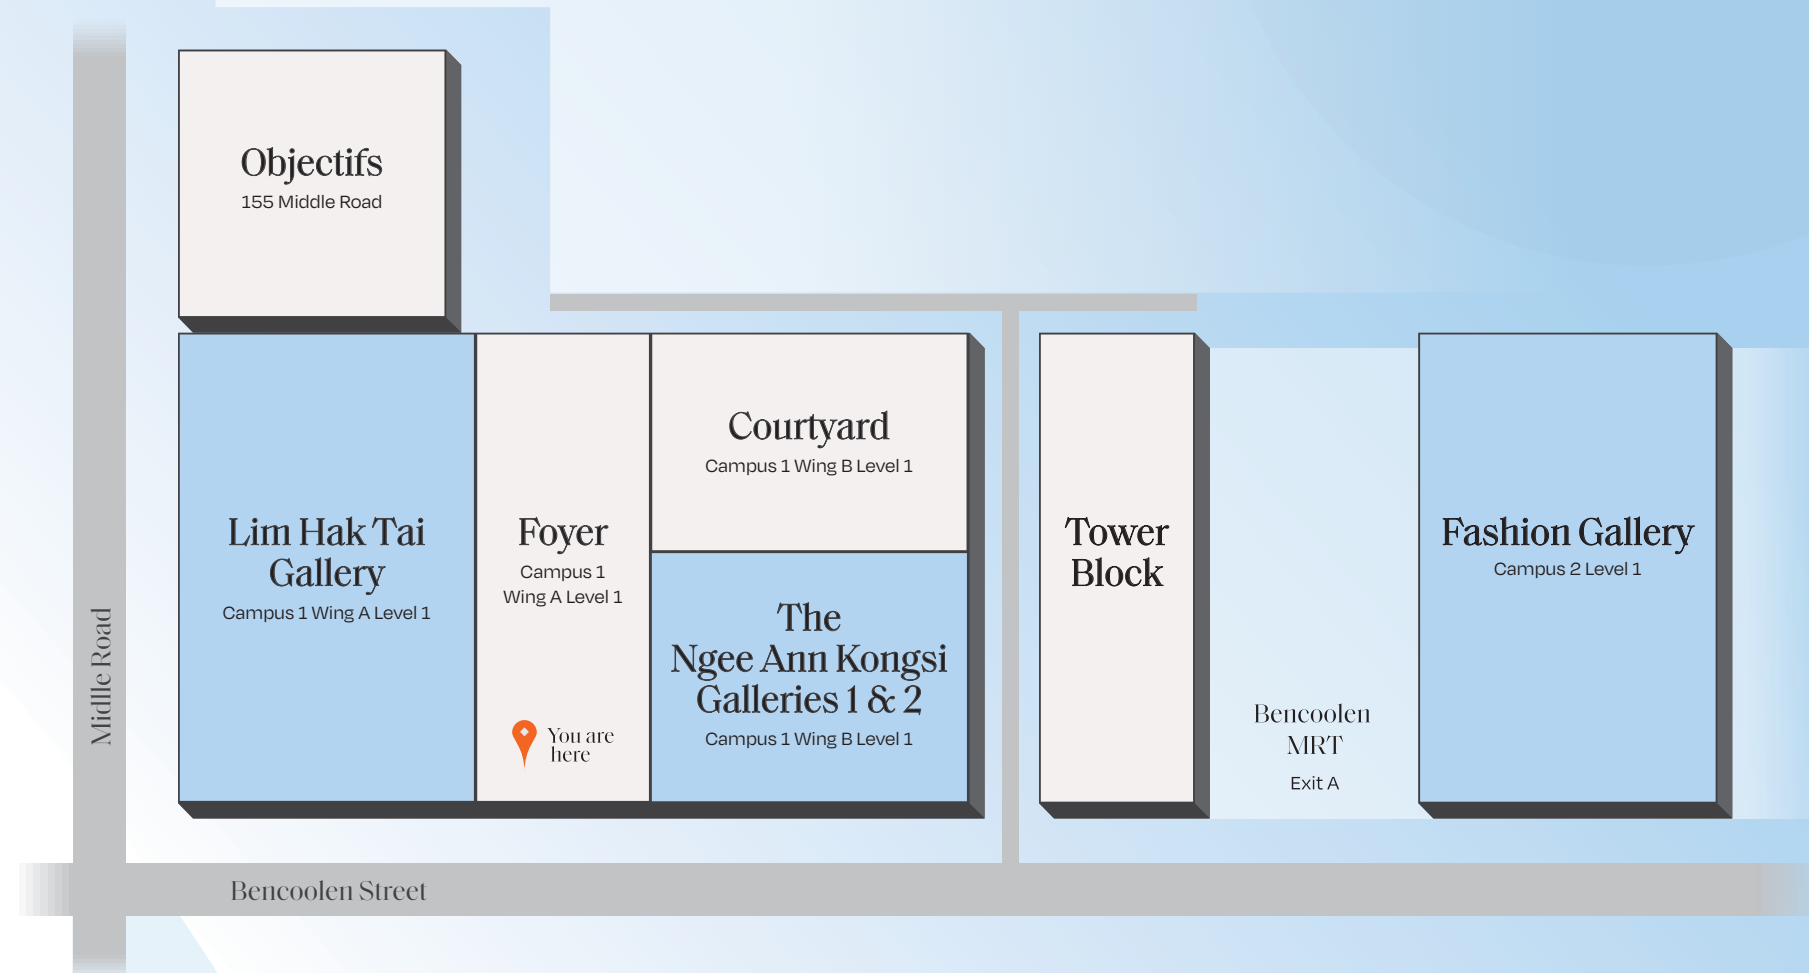 Objectifs
155 Middle Road
Lim Hak Tai
Gallery
Campus 1 Wing A Level 1
Foyer
Campus 1
Wing A Level 1
You are
here
Courtyard
Campus 1 Wing B Level 1
The
Ngee Ann Kongsi
Galleries 1 & 2
Campus 1 Wing B Level 1
Tower
Block
Bencoolen
MRT
Exit A
Fashion Gallery
Campus 2 Level 1
Midlle Road
Bencoolen Street